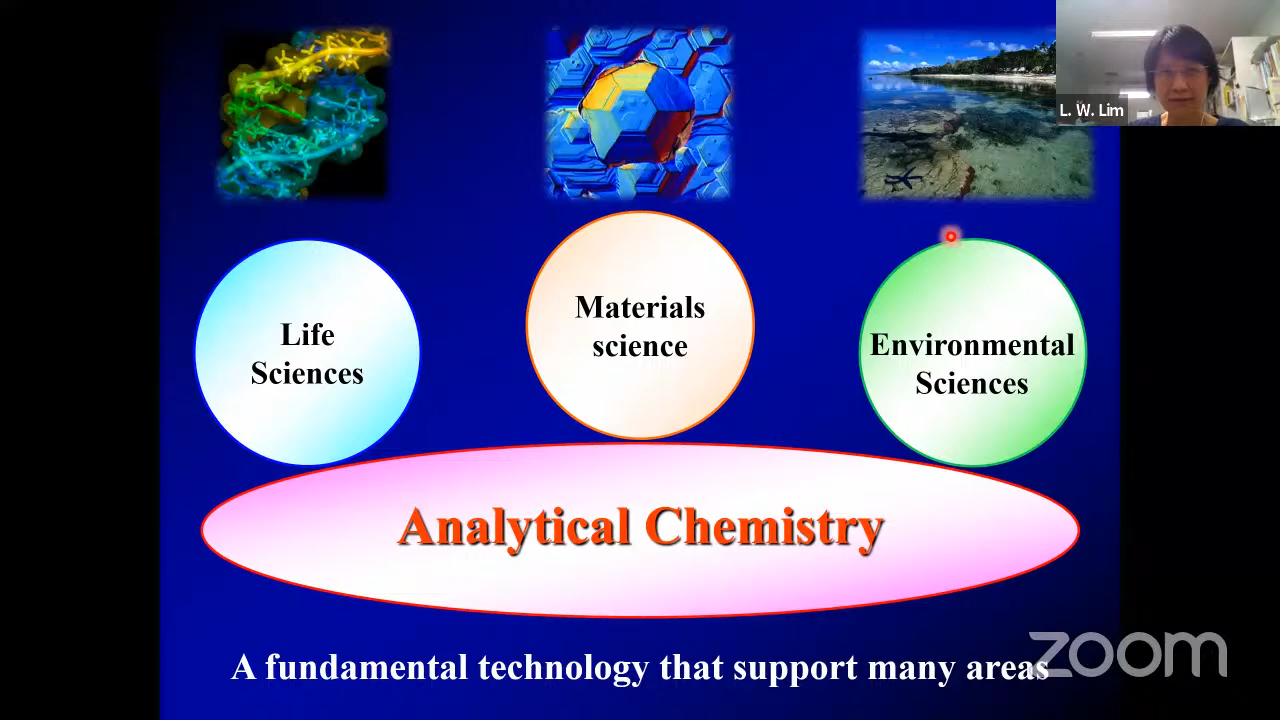 L. W. Lim
Life
Sciences
Materials
science
Environmental
Sciences
Analytical Chemistry
A fundamental technology that support many areas
zoom